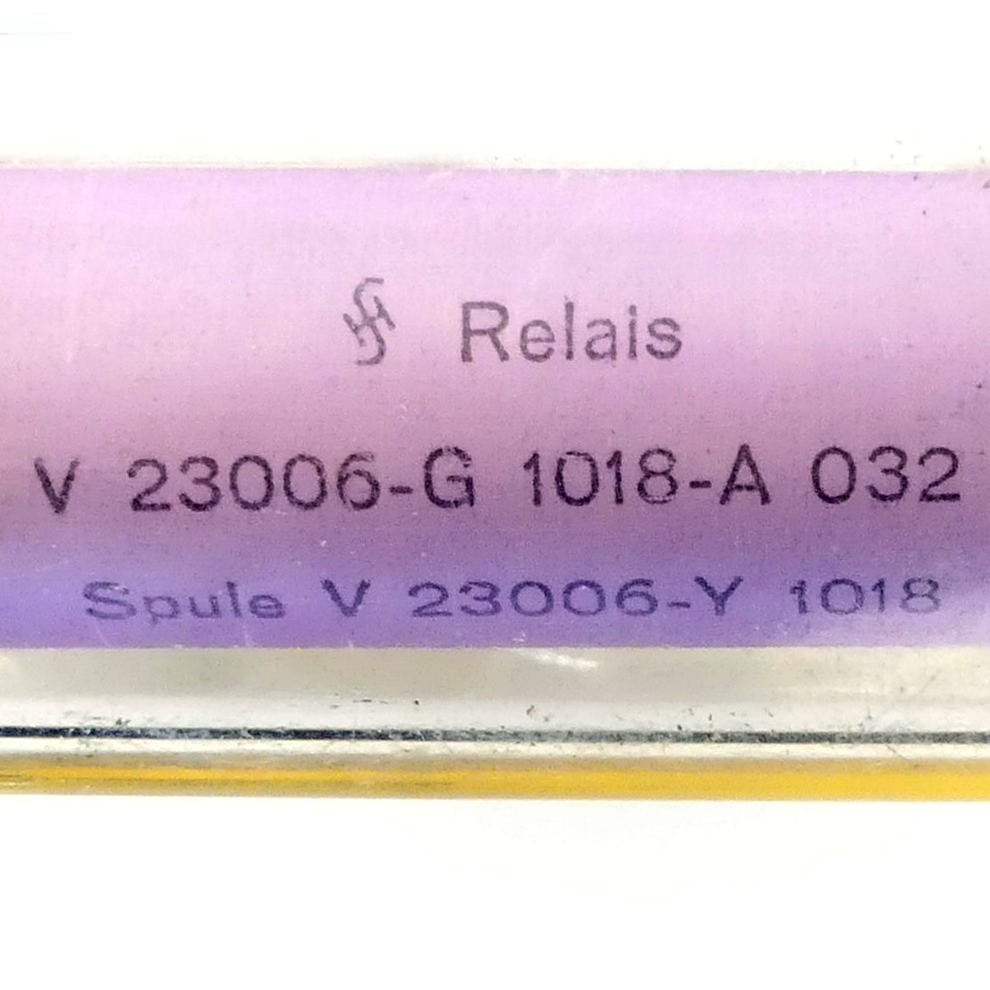 Relais
V 23006-G 1018-A 032
Spule V 23006-Y 1018